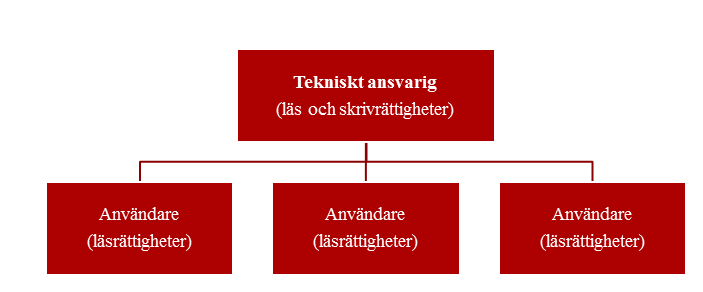 Tekniskt ansvarig
(läs och skrivrättigheter)
Användare
(läsrättigheter)
Användare
(läsrättigheter)
Användare
(läsrättigheter)